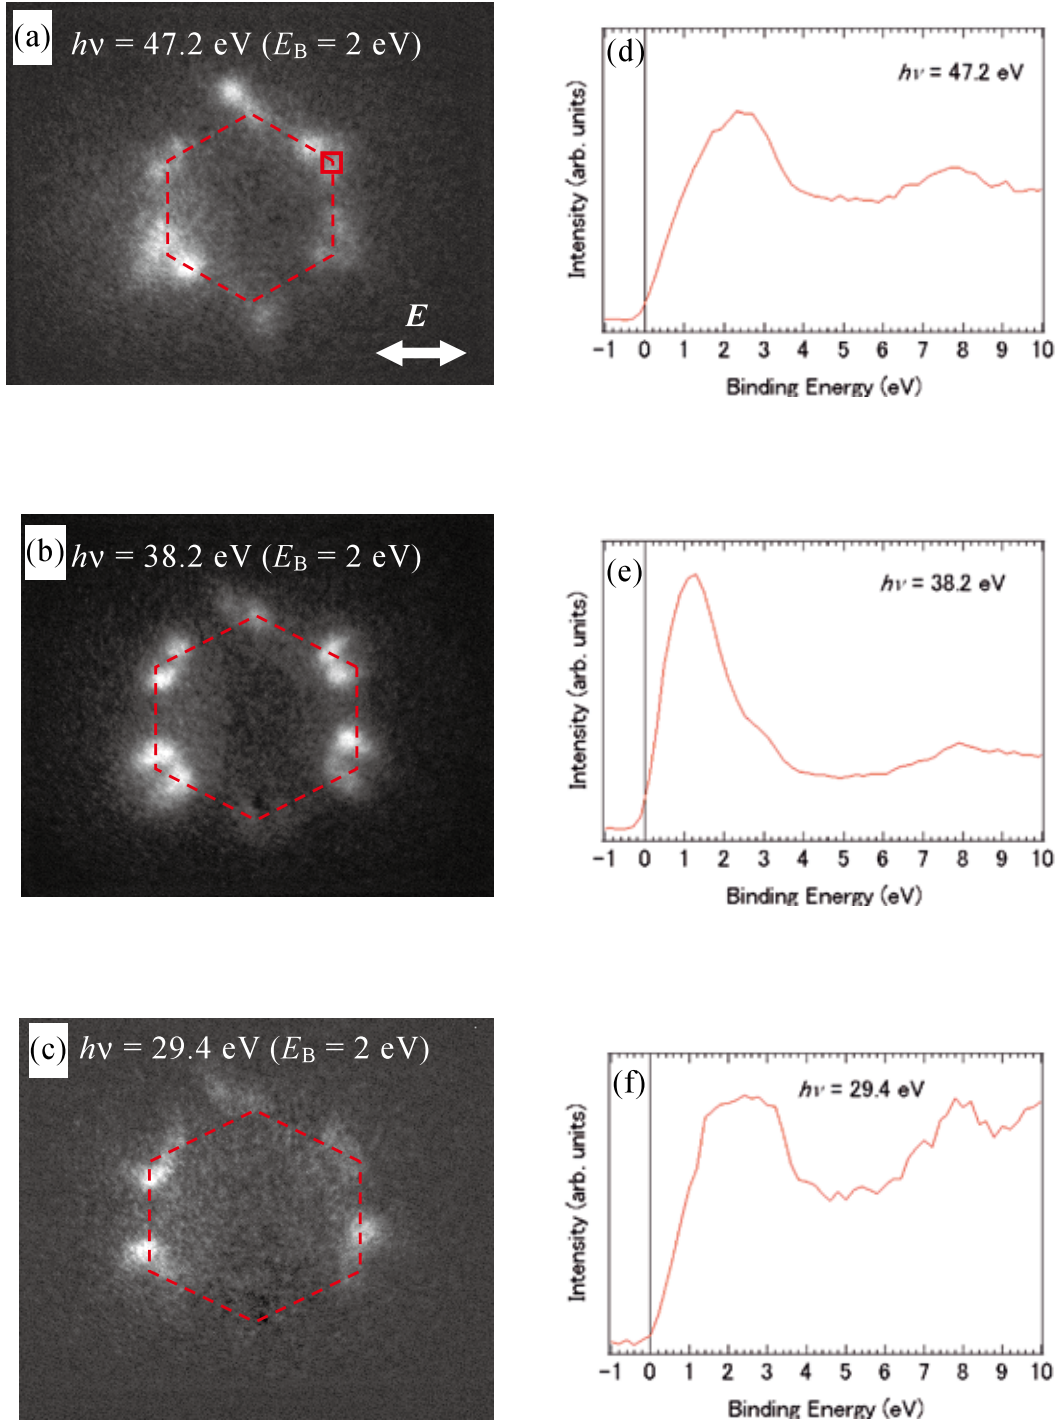 (a) hν = 47.2 eV (E_B = 2 eV)
E
(d)
hν = 47.2 eV
Intensity (arb. units)
-1 0 1 2 3 4 5 6 7 8 9 10
Binding Energy (eV)
(b) hν = 38.2 eV (E_B = 2 eV)
(e)
hν = 38.2 eV
Intensity (arb. units)
-1 0 1 2 3 4 5 6 7 8 9 10
Binding Energy (eV)
(c) hν = 29.4 eV (E_B = 2 eV)
(f)
hν = 29.4 eV
Intensity (arb. units)
-1 0 1 2 3 4 5 6 7 8 9 10
Binding Energy (eV)